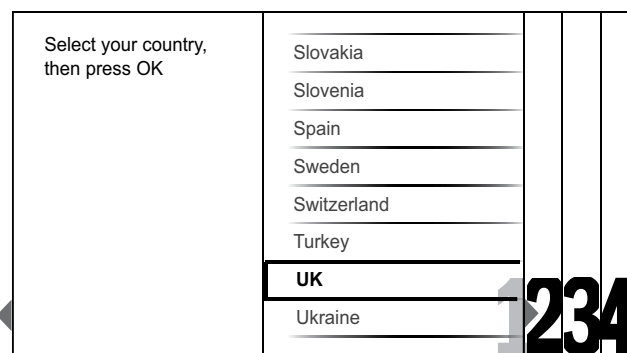 Select your country,
then press OK
Slovakia
Slovenia
Spain
Sweden
Switzerland
Turkey
UK
Ukraine
1234